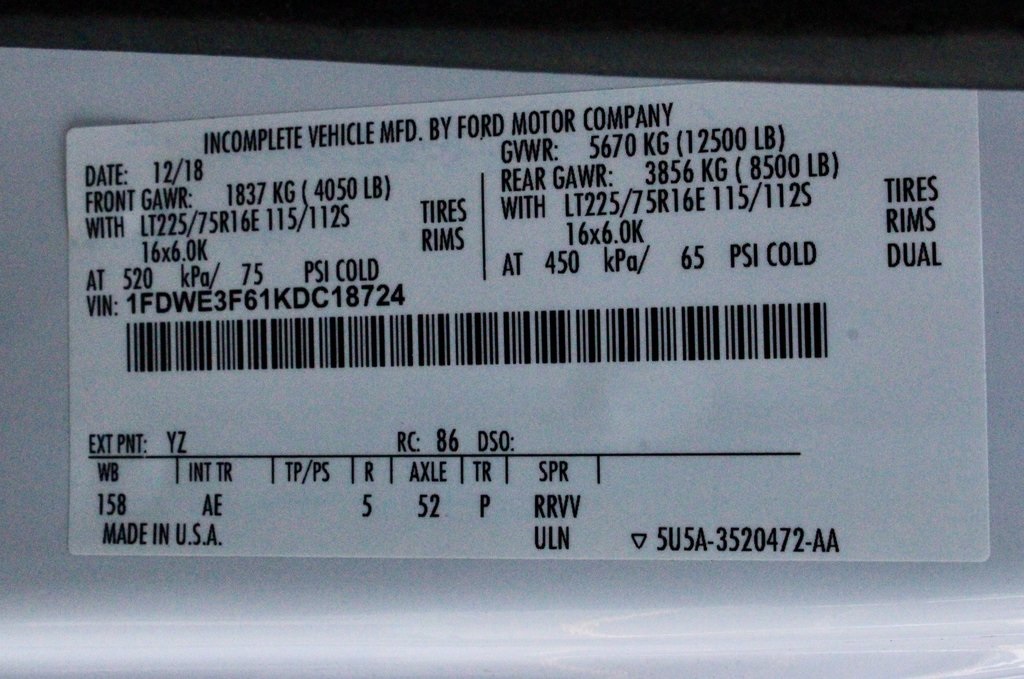 INCOMPLETE VEHICLE MFD. BY FORD MOTOR COMPANY
DATE: 12/18
FRONT GAWR: 1837 KG ( 4050 LB)
WITH LT225/75R16E 115/112S TIRES
16x6.0K RIMS
AT 520 kPa/ 75 PSI COLD
GVWR: 5670 KG (12500 LB)
REAR GAWR: 3856 KG ( 8500 LB)
WITH LT225/75R16E 115/112S TIRES
16x6.0K RIMS
AT 450 kPa/ 65 PSI COLD DUAL
VIN: 1FDWE3F61KDC18724
EXT PNT: YZ RC: 86 DSO:
WB INT TR TP/PS R AXLE TR SPR
158 AE 5 52 P RRVV
MADE IN U.S.A. ULN ▽ 5U5A-3520472-AA